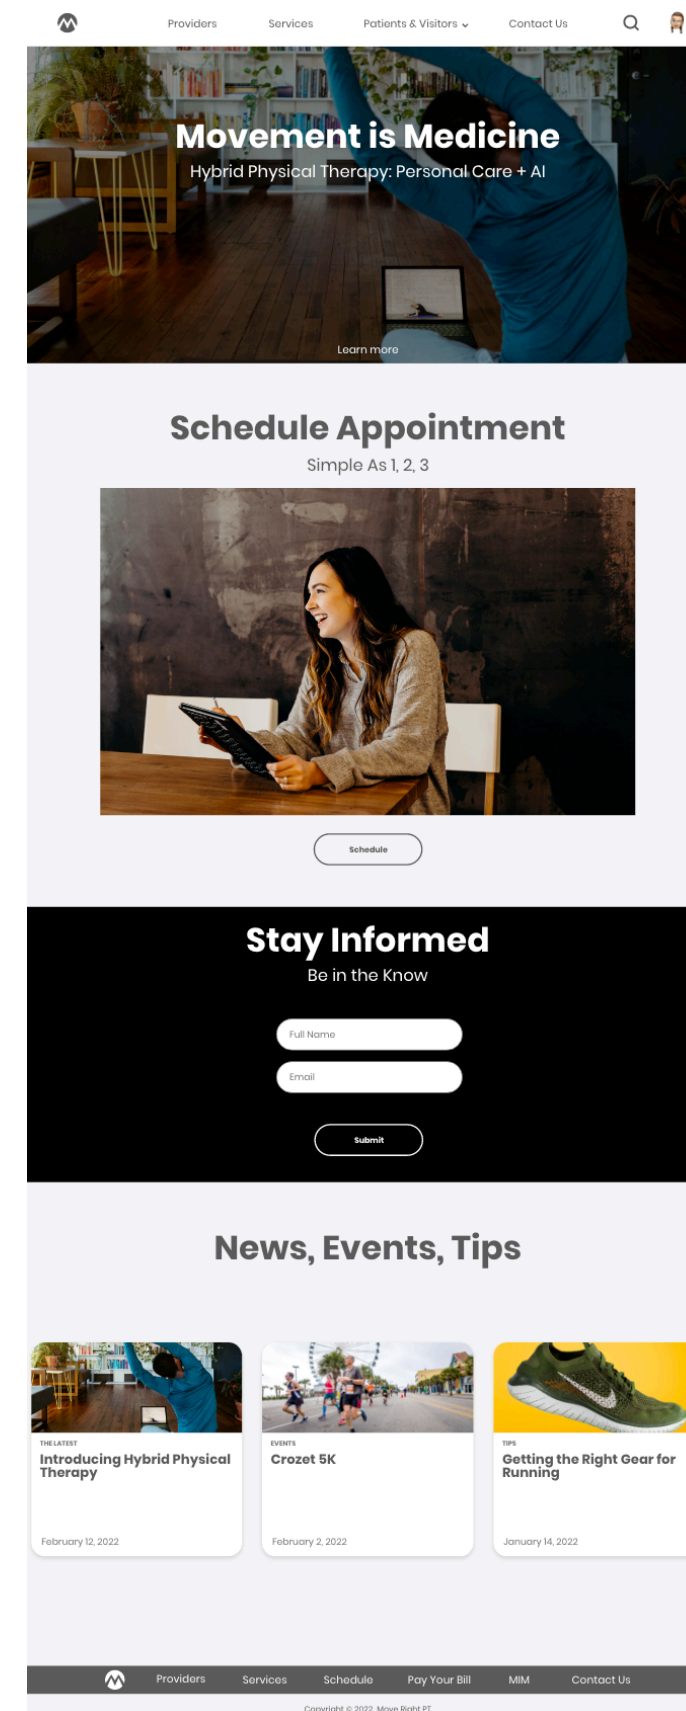 Providers Services Patients & Visitors Contact Us
Movement is Medicine
Hybrid Physical Therapy: Personal Care + AI
Learn more
Schedule Appointment
Simple As 1, 2, 3
Schedule
Stay Informed
Be in the Know
Full Name
Email
Submit
News, Events, Tips
THE LATEST
Introducing Hybrid Physical
Therapy
February 12, 2022
EVENTS
Crozet 5K
February 2, 2022
TIPS
Getting the Right Gear for
Running
January 14, 2022
Providers Services Schedule Pay Your Bill MIM Contact Us
Copyright © 2022 Move Right PT